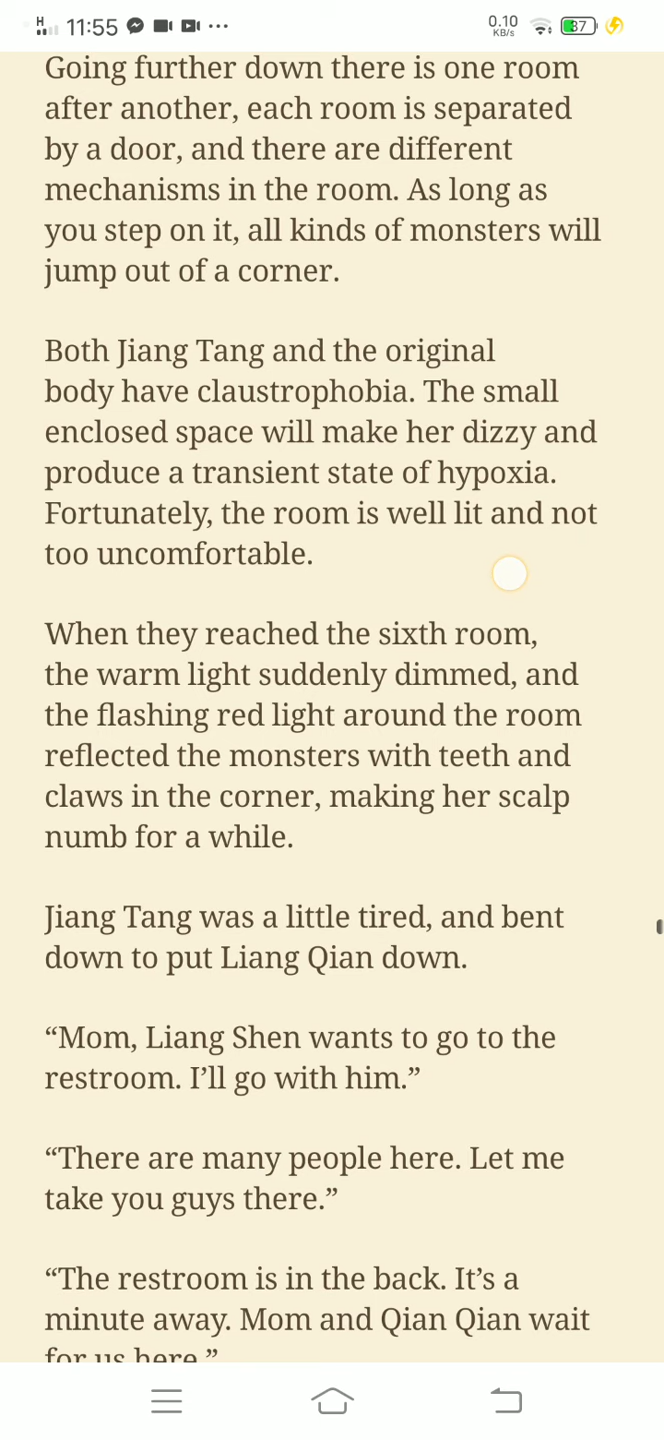 H
11:55
0.10
KB/s
37
Going further down there is one room
after another, each room is separated
by a door, and there are different
mechanisms in the room. As long as
you step on it, all kinds of monsters will
jump out of a corner.
Both Jiang Tang and the original
body have claustrophobia. The small
enclosed space will make her dizzy and
produce a transient state of hypoxia.
Fortunately, the room is well lit and not
too uncomfortable.
When they reached the sixth room,
the warm light suddenly dimmed, and
the flashing red light around the room
reflected the monsters with teeth and
claws in the corner, making her scalp
numb for a while.
Jiang Tang was a little tired, and bent
down to put Liang Qian down.
“Mom, Liang Shen wants to go to the
restroom. I’ll go with him.”
“There are many people here. Let me
take you guys there.”
“The restroom is in the back. It’s a
minute away. Mom and Qian Qian wait
for us here.”